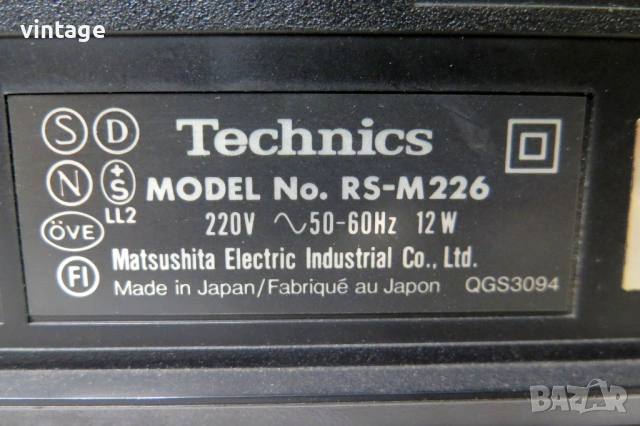 vintage
S D Technics
N +S MODEL No. RS-M226
LL2
ÖVE 220V ~50-60Hz 12W
FI Matsushita Electric Industrial Co., Ltd.
Made in Japan/Fabriqué au Japon QGS3094
BAZAR